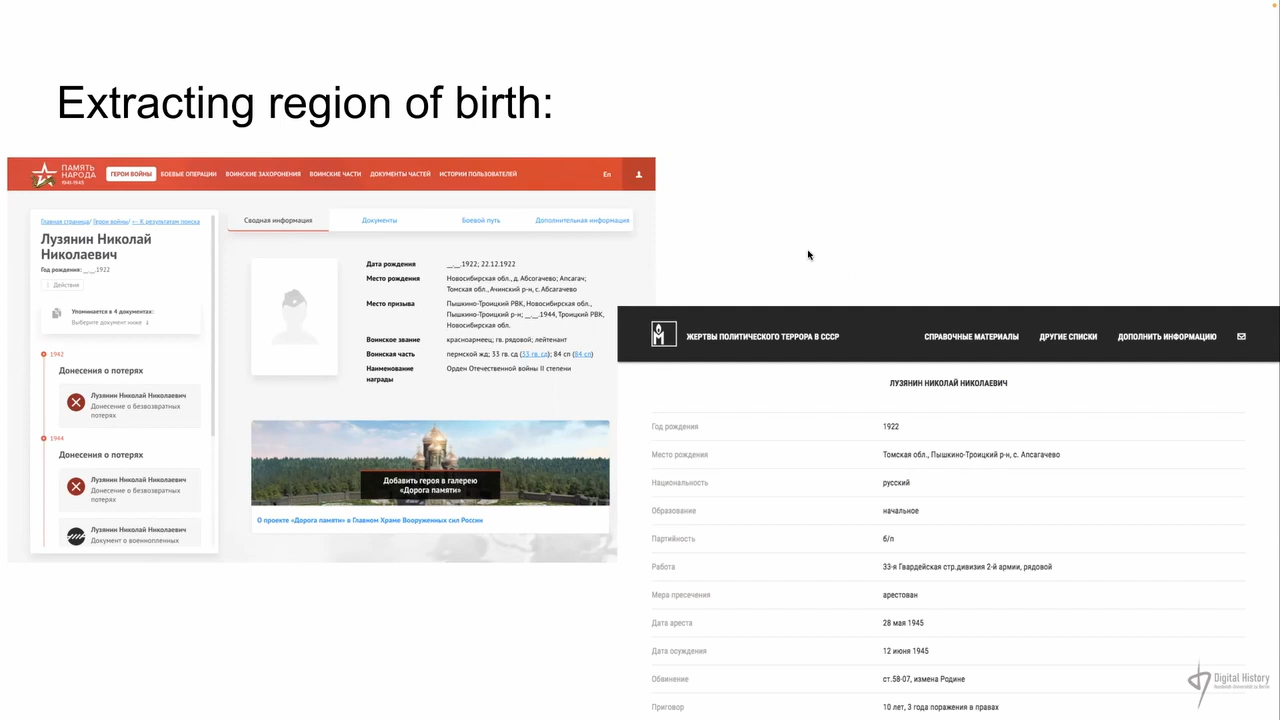 Extracting region of birth:
ПАМЯТЬ
НАРОДА
1941-1945
ГЕРОИ ВОЙНЫ
БОЕВЫЕ ОПЕРАЦИИ
ВОИНСКИЕ ЗАХОРОНЕНИЯ
ВОИНСКИЕ ЧАСТИ
ДОКУМЕНТЫ ЧАСТЕЙ
ИСТОРИИ ПОЛЬЗОВАТЕЛЕЙ
En
Главная страница/ Герои войны/ ← К результатам поиска
Лузянин Николай
Николаевич
Год рождения: __.__.1922
Действия
Упоминается в 4 документах:
Выберите документ ниже ↓
1942
Донесения о потерях
Лузянин Николай Николаевич
Донесение о безвозвратных
потерях
1944
Донесения о потерях
Лузянин Николай Николаевич
Донесение о безвозвратных
потерях
Лузянин Николай Николаевич
Документ о военнопленных
Сводная информация
Документы
Боевой путь
Дополнительная информация
Дата рождения __.__.1922; 22.12.1922
Место рождения Новосибирская обл., д. Абсогачево; Апсагач;
Томская обл., Ачинский р-н, с. Абсагачево
Место призыва Пышкино-Троицкий РВК, Новосибирская обл.,
Пышкино-Троицкий р-н; __.__.1944, Троицкий РВК,
Новосибирская обл.
Воинское звание красноармеец; гв. рядовой; лейтенант
Воинская часть пермской жд; 33 гв. сд (33 гв. сд); 84 сп (84 сп)
Наименование Орден Отечественной войны II степени
награды
Добавить героя в галерею
«Дорога памяти»
О проекте «Дорога памяти» в Главном Храме Вооруженных сил России
ЖЕРТВЫ ПОЛИТИЧЕСКОГО ТЕРРОРА В СССР
СПРАВОЧНЫЕ МАТЕРИАЛЫ
ДРУГИЕ СПИСКИ
ДОПОЛНИТЬ ИНФОРМАЦИЮ
ЛУЗЯНИН НИКОЛАЙ НИКОЛАЕВИЧ
Год рождения 1922
Место рождения Томская обл., Пышкино-Троицкий р-н, с. Апсагачево
Национальность русский
Образование начальное
Партийность б/п
Работа 33-я Гвардейская стр.дивизия 2-й армии, рядовой
Мера пресечения арестован
Дата ареста 28 мая 1945
Дата осуждения 12 июня 1945
Обвинение ст.58-07, измена Родине
Приговор 10 лет, 3 года поражения в правах
Digital History
Humboldt-Universität zu Berlin